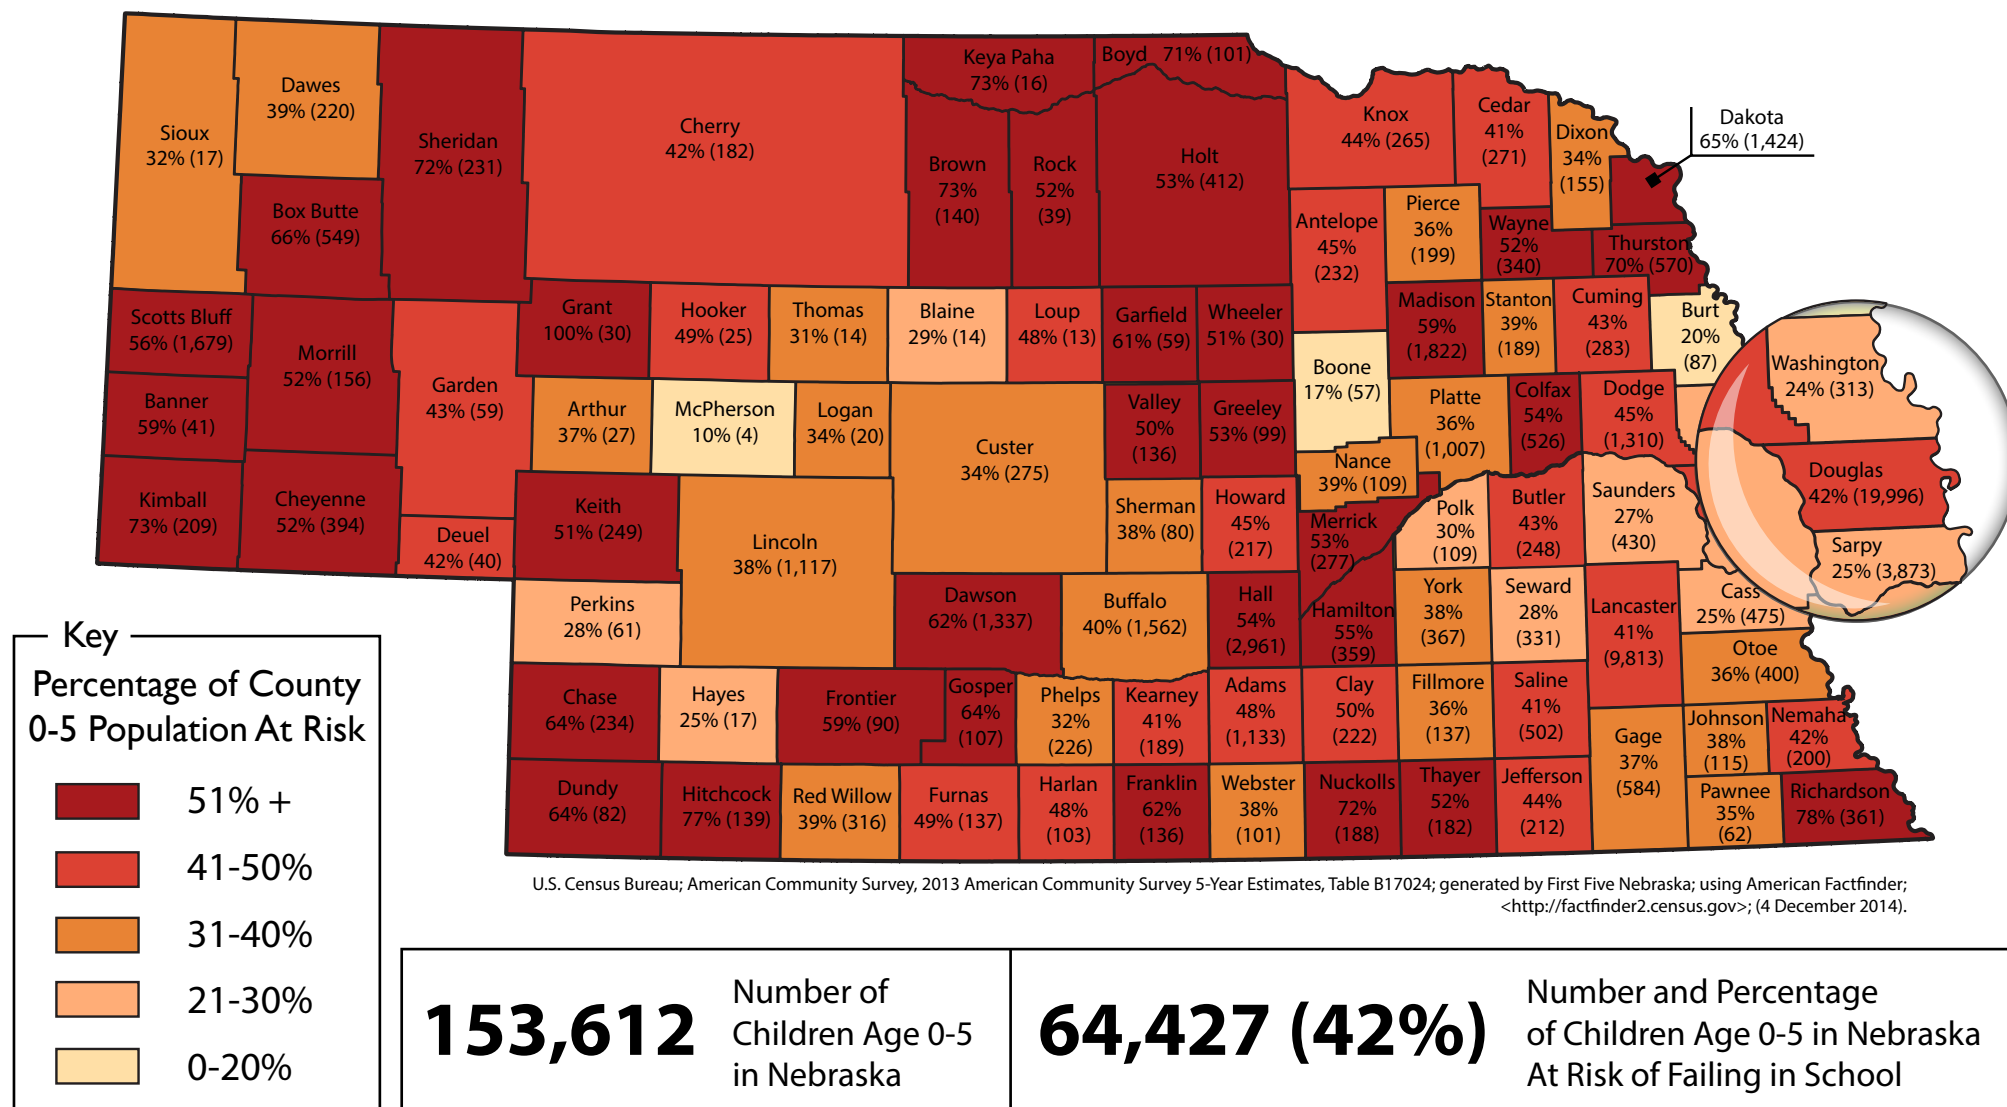 Sioux
32% (17)
Dawes
39% (220)
Box Butte
66% (549)
Sheridan
72% (231)
Cherry
42% (182)
Keya Paha
73% (16)
Boyd 71% (101)
Brown
73%
(140)
Rock
52%
(39)
Holt
53% (412)
Knox
44% (265)
Cedar
41%
(271)
Dixon
34%
(155)
Dakota
65% (1,424)
Antelope
45%
(232)
Pierce
36%
(199)
Wayne
52%
(340)
Thurston
70% (570)
Scotts Bluff
56% (1,679)
Morrill
52% (156)
Garden
43% (59)
Grant
100% (30)
Hooker
49% (25)
Thomas
31% (14)
Blaine
29% (14)
Loup
48% (13)
Garfield
61% (59)
Wheeler
51% (30)
Boone
17% (57)
Madison
59%
(1,822)
Stanton
39%
(189)
Cuming
43%
(283)
Burt
20%
(87)
Washington
24% (313)
Banner
59% (41)
Arthur
37% (27)
McPherson
10% (4)
Logan
34% (20)
Custer
34% (275)
Valley
50%
(136)
Greeley
53% (99)
Platte
36%
(1,007)
Colfax
54%
(526)
Dodge
45%
(1,310)
Nance
39% (109)
Douglas
42% (19,996)
Kimball
73% (209)
Cheyenne
52% (394)
Deuel
42% (40)
Keith
51% (249)
Lincoln
38% (1,117)
Sherman
38% (80)
Howard
45%
(217)
Merrick
53%
(277)
Polk
30%
(109)
Butler
43%
(248)
Saunders
27%
(430)
Sarpy
25% (3,873)
Perkins
28% (61)
Dawson
62% (1,337)
Buffalo
40% (1,562)
Hall
54%
(2,961)
Hamilton
55%
(359)
York
38%
(367)
Seward
28%
(331)
Lancaster
41%
(9,813)
Cass
25% (475)
Otoe
36% (400)
Chase
64% (234)
Hayes
25% (17)
Frontier
59% (90)
Gosper
64%
(107)
Phelps
32%
(226)
Kearney
41%
(189)
Adams
48%
(1,133)
Clay
50%
(222)
Fillmore
36%
(137)
Saline
41%
(502)
Gage
37%
(584)
Johnson
38%
(115)
Nemaha
42%
(200)
Dundy
64% (82)
Hitchcock
77% (139)
Red Willow
39% (316)
Furnas
49% (137)
Harlan
48%
(103)
Franklin
62%
(136)
Webster
38%
(101)
Nuckolls
72%
(188)
Thayer
52%
(182)
Jefferson
44%
(212)
Pawnee
35%
(62)
Richardson
78% (361)
Key
Percentage of County
0-5 Population At Risk
51% +
41-50%
31-40%
21-30%
0-20%
U.S. Census Bureau; American Community Survey, 2013 American Community Survey 5-Year Estimates, Table B17024; generated by First Five Nebraska; using American Factfinder;
<http://factfinder2.census.gov>; (4 December 2014).
153,612
Number of
Children Age 0-5
in Nebraska
64,427 (42%)
Number and Percentage
of Children Age 0-5 in Nebraska
At Risk of Failing in School